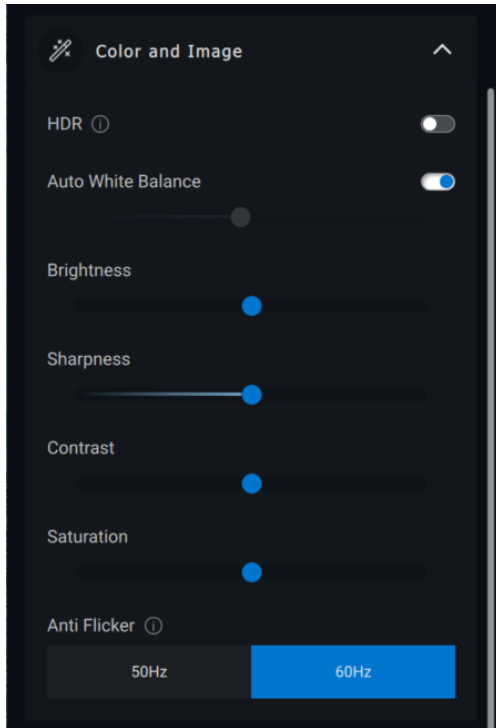 Color and Image
HDR
Auto White Balance
Brightness
Sharpness
Contrast
Saturation
Anti Flicker
50Hz 60Hz